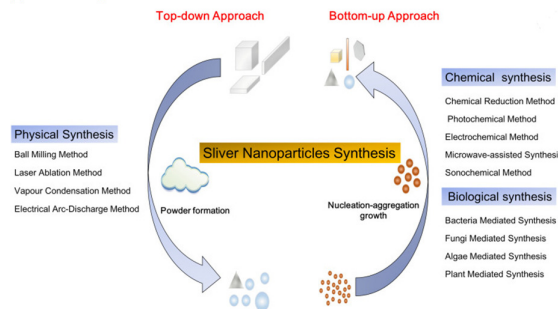 Top-down Approach
Bottom-up Approach
Physical Synthesis
Ball Milling Method
Laser Ablation Method
Vapour Condensation Method
Electrical Arc-Discharge Method
Sliver Nanoparticles Synthesis
Powder formation
Nucleation-aggregation
growth
Chemical synthesis
Chemical Reduction Method
Photochemical Method
Electrochemical Method
Microwave-assisted Synthesi
Sonochemical Method
Biological synthesis
Bacteria Mediated Synthesis
Fungi Mediated Synthesis
Algae Mediated Synthesis
Plant Mediated Synthesis